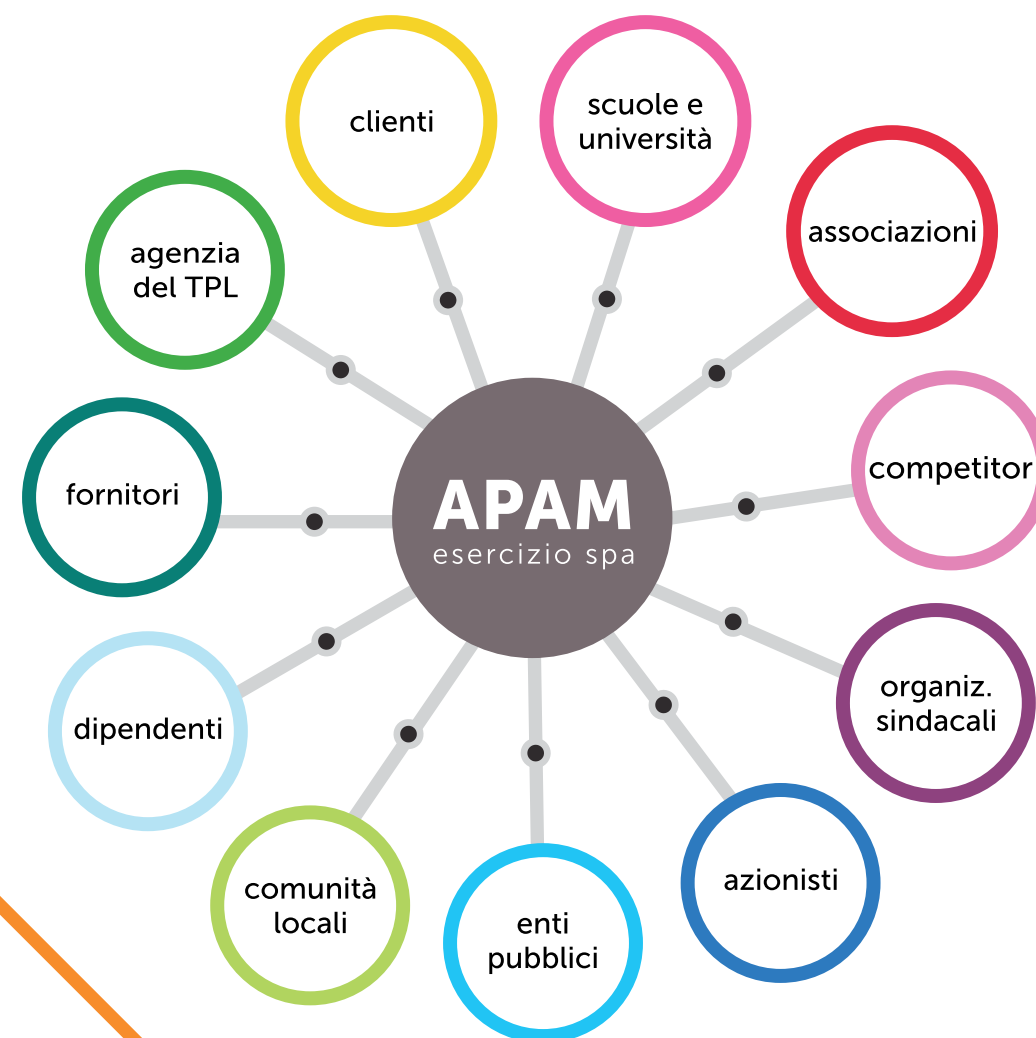 clienti
scuole e
università
associazioni
agenzia
del TPL
competitor
fornitori
APAM
esercizio spa
organiz.
sindacali
dipendenti
azionisti
comunità
locali
enti
pubblici